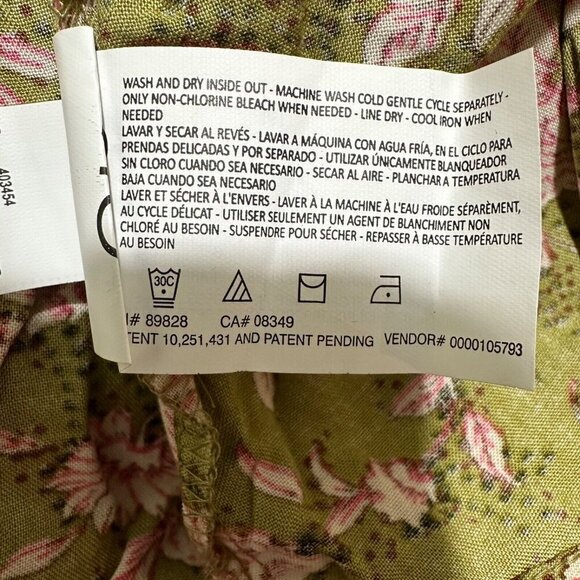 WASH AND DRY INSIDE OUT - MACHINE WASH COLD GENTLE CYCLE SEPARATELY -
ONLY NON-CHLORINE BLEACH WHEN NEEDED - LINE DRY - COOL IRON WHEN
NEEDED
LAVAR Y SECAR AL REVÉS - LAVAR A MÁQUINA CON AGUA FRÍA, EN EL CICLO PARA
PRENDAS DELICADAS Y POR SEPARADO - UTILIZAR ÚNICAMENTE BLANQUEADOR
SIN CLORO CUANDO SEA NECESARIO - SECAR AL AIRE - PLANCHAR A TEMPERATURA
BAJA CUANDO SEA NECESARIO
LAVER ET SÉCHER À L'ENVERS - LAVER À LA MACHINE À L'EAU FROIDE SÉPARÉMENT,
AU CYCLE DÉLICAT - UTILISER SEULEMENT UN AGENT DE BLANCHIMENT NON
CHLORÉ AU BESOIN - SUSPENDRE POUR SÉCHER - REPASSER À BASSE TEMPÉRATURE
AU BESOIN
30C
# 89828 CA# 08349
TENT 10,251,431 AND PATENT PENDING VENDOR# 0000105793
403454